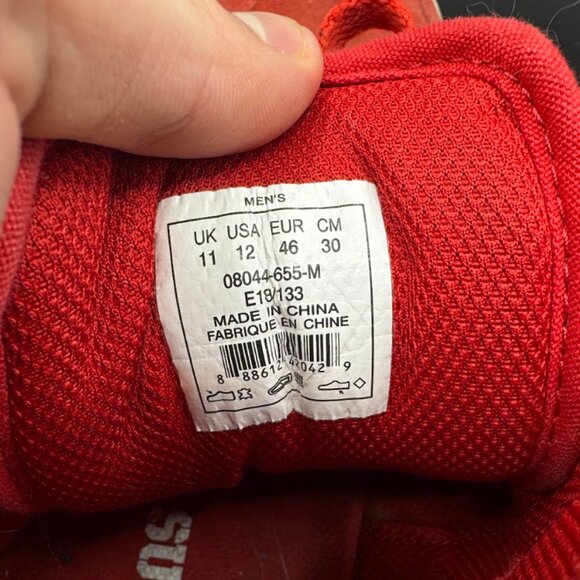 MEN'S
UK USA EUR CM
11 12 46 30
08044-655-M
E18/133
MADE IN CHINA
FABRIQUE EN CHINE